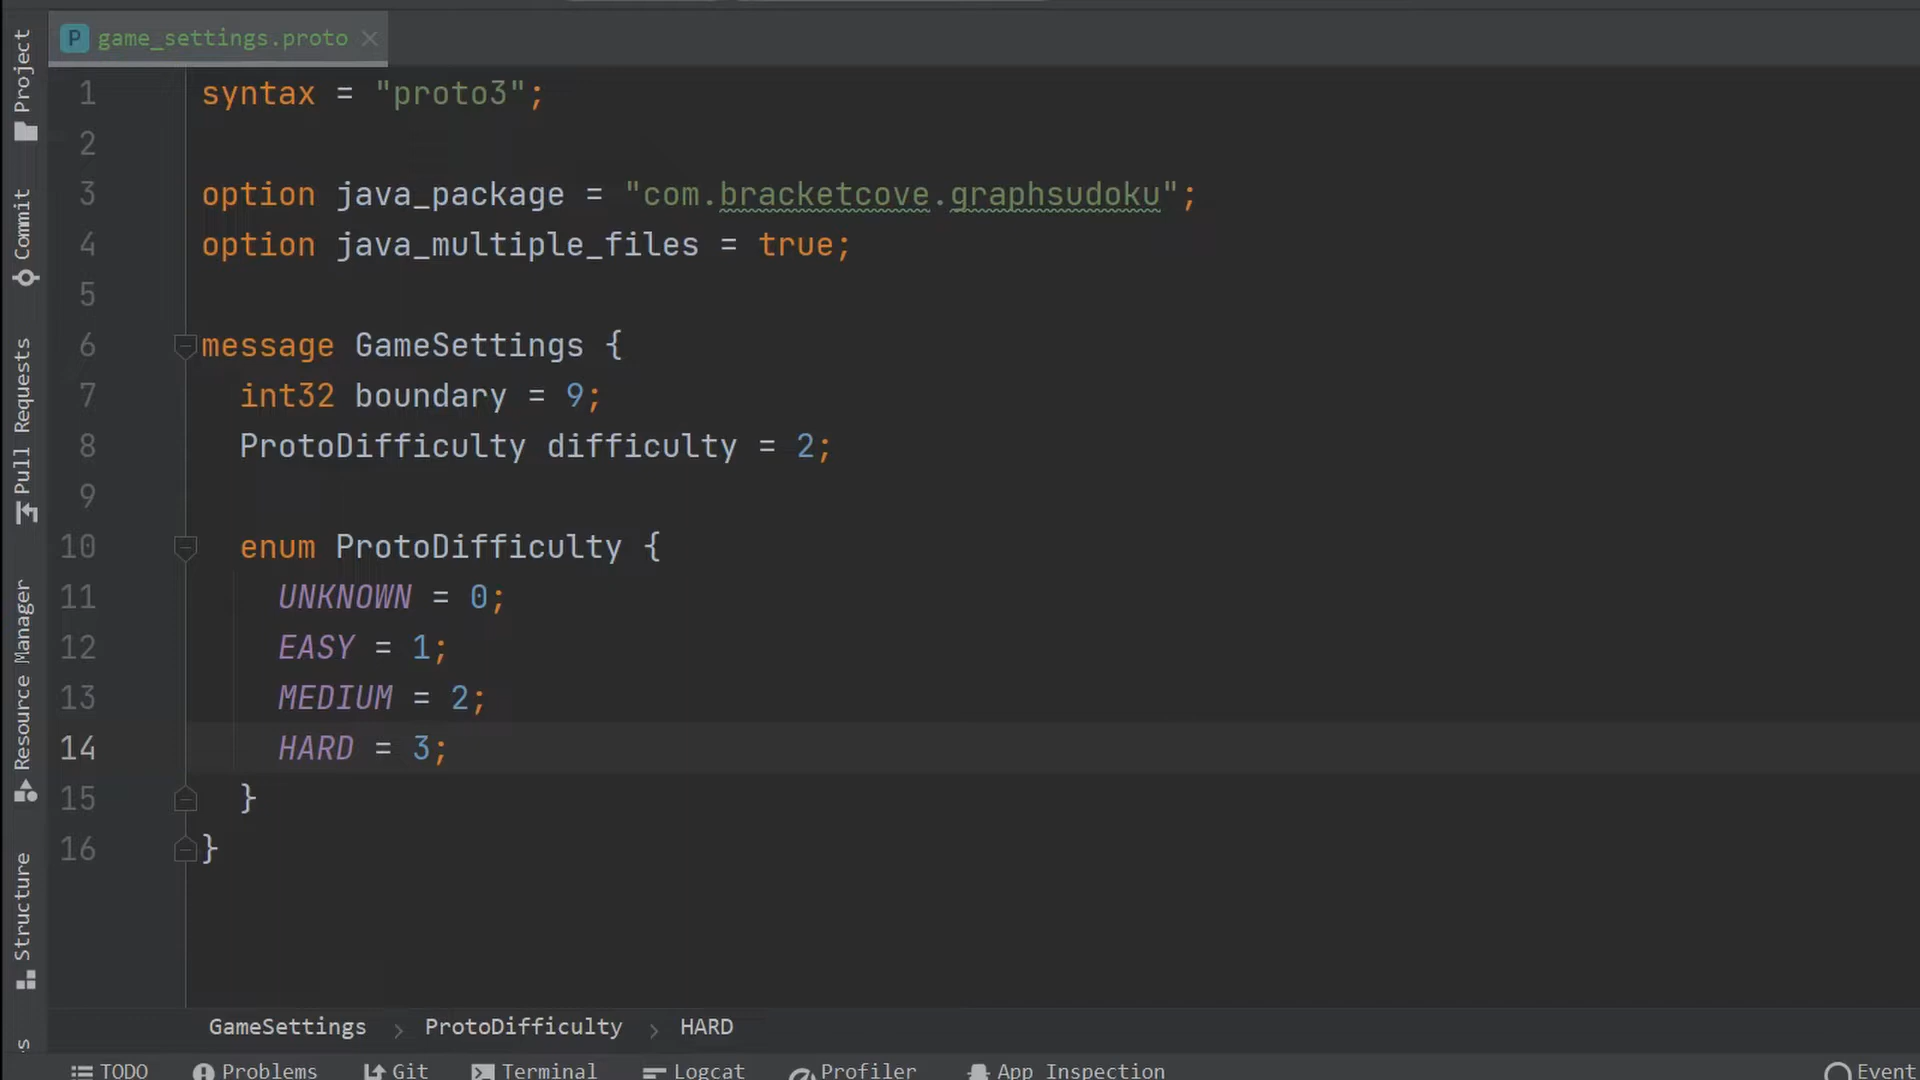 game_settings.proto
1 syntax = "proto3";
2
3 option java_package = "com.bracketcove.graphsudoku";
4 option java_multiple_files = true;
5
6 message GameSettings {
7 int32 boundary = 9;
8 ProtoDifficulty difficulty = 2;
9
10 enum ProtoDifficulty {
11 UNKNOWN = 0;
12 EASY = 1;
13 MEDIUM = 2;
14 HARD = 3;
15 }
16 }
Project
Commit
Pull Requests
Resource Manager
Structure
GameSettings > ProtoDifficulty > HARD
TODO Problems Git Terminal Logcat Profiler App Inspection Event